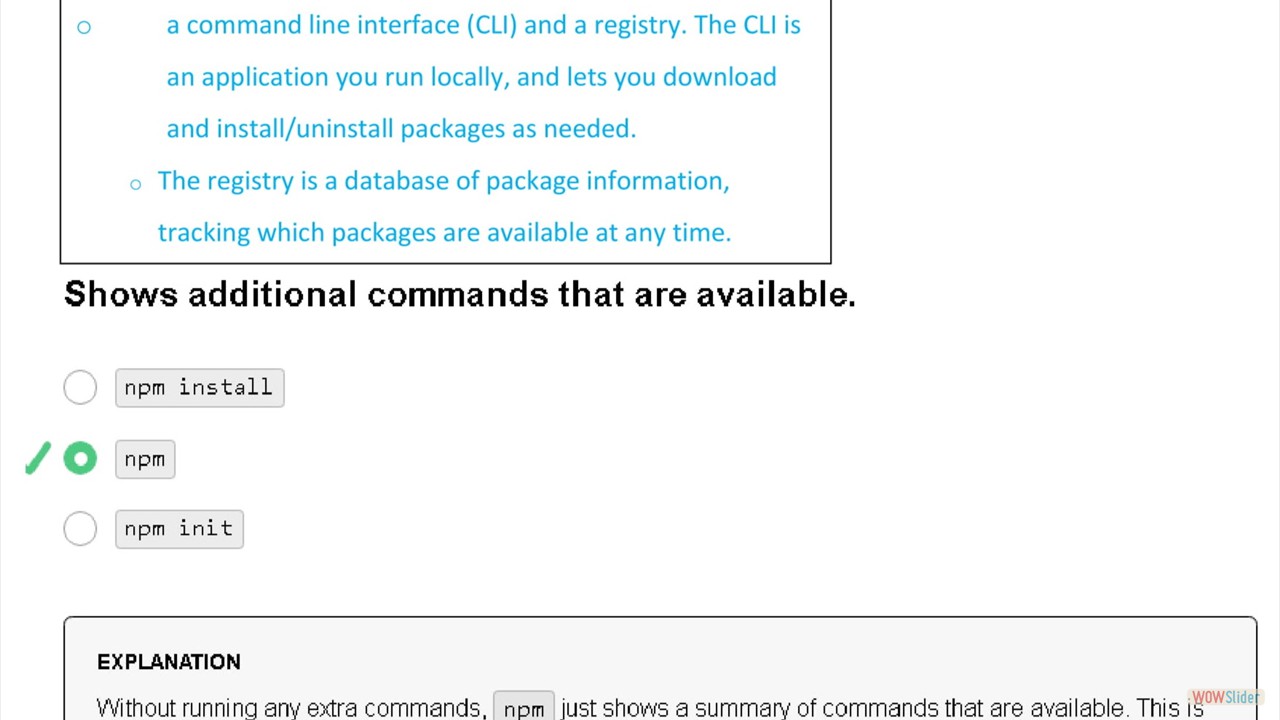 a command line interface (CLI) and a registry. The CLI is
an application you run locally, and lets you download
and install/uninstall packages as needed.
The registry is a database of package information,
tracking which packages are available at any time.
Shows additional commands that are available.
npm install
npm
npm init
EXPLANATION
Without running any extra commands, npm just shows a summary of commands that are available. This is
WOWSlider